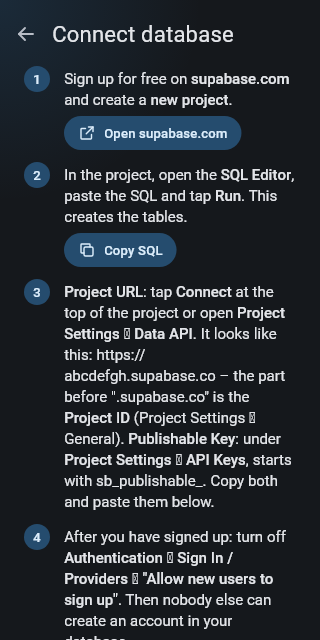 Connect database
1 Sign up for free on supabase.com
and create a new project.
Open supabase.com
2 In the project, open the SQL Editor,
paste the SQL and tap Run. This
creates the tables.
Copy SQL
3 Project URL: tap Connect at the
top of the project or open Project
Settings ▯ Data API. It looks like
this: https://
abcdefgh.supabase.co – the part
before ".supabase.co" is the
Project ID (Project Settings ▯
General). Publishable Key: under
Project Settings ▯ API Keys, starts
with sb_publishable_. Copy both
and paste them below.
4 After you have signed up: turn off
Authentication ▯ Sign In /
Providers ▯ "Allow new users to
sign up". Then nobody else can
create an account in your